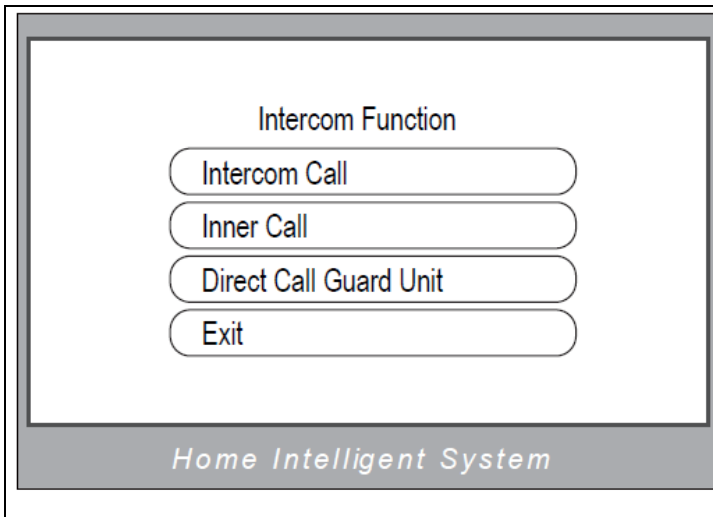 Intercom Function
Intercom Call
Inner Call
Direct Call Guard Unit
Exit
Home Intelligent System